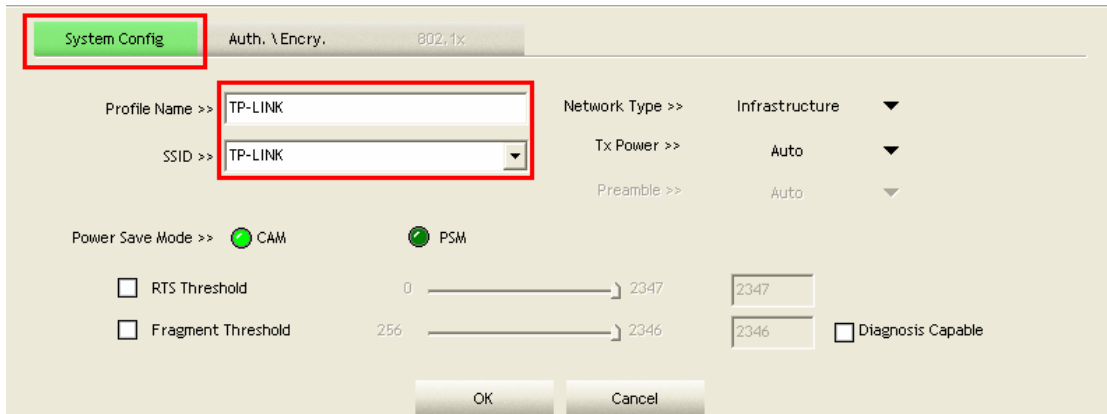 System Config Auth. \ Encry. 802.1x
Profile Name >> TP-LINK Network Type >> Infrastructure
SSID >> TP-LINK Tx Power >> Auto
Preamble >> Auto
Power Save Mode >> CAM PSM
RTS Threshold 0 2347 2347
Fragment Threshold 256 2346 2346 Diagnosis Capable
OK Cancel